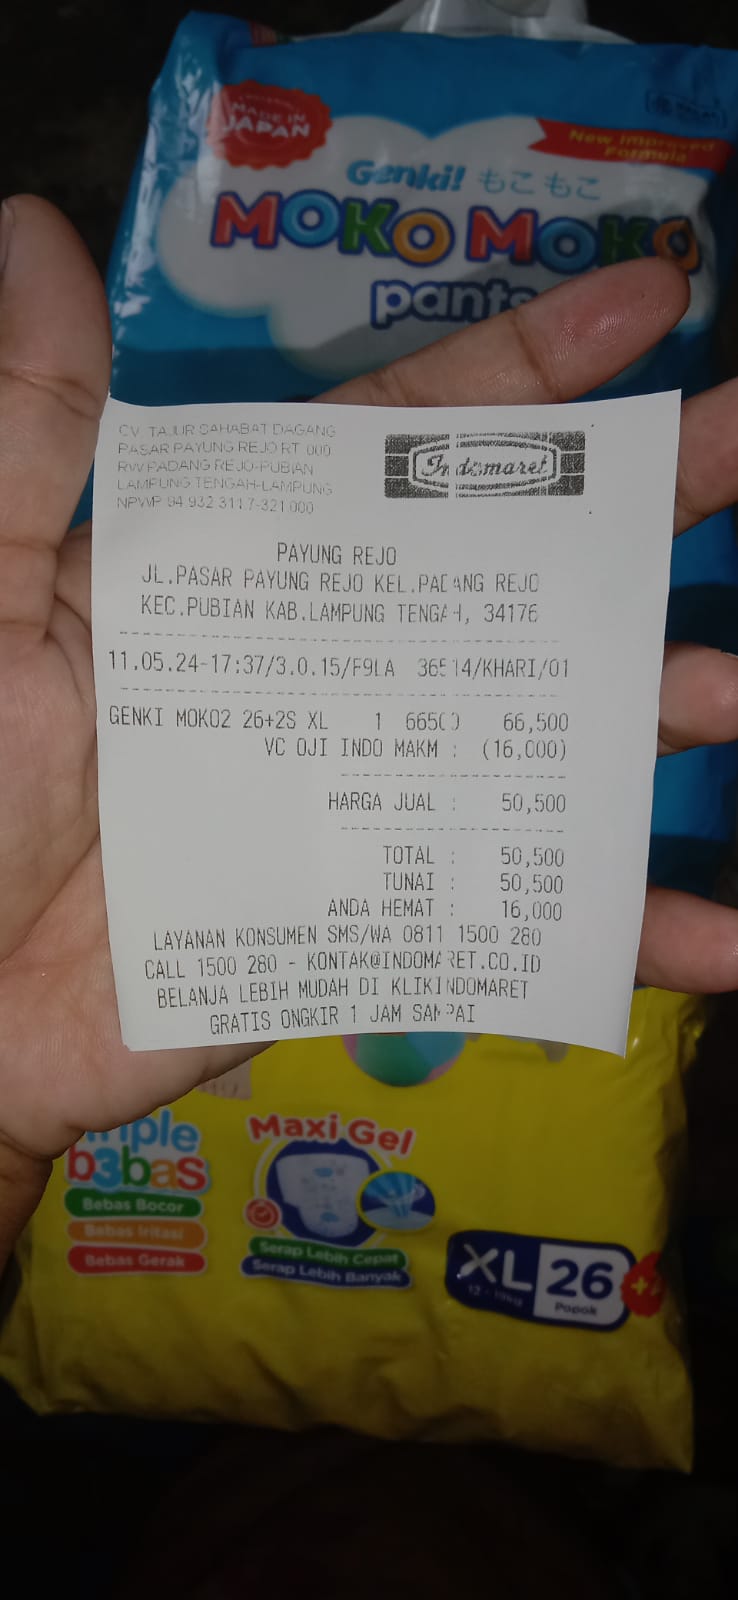 MADE IN
JAPAN
New Improved
Formula
Genki! もこもこ
MOKO MOKO
pants
CV. TAJUR SAHABAT DAGANG
PASAR PAYUNG REJO RT 000
RW PADANG REJO-PUBIAN
LAMPUNG TENGAH-LAMPUNG
NPWP 94.932.311.7-321.000
Indomaret
PAYUNG REJO
JL.PASAR PAYUNG REJO KEL.PADANG REJO
KEC.PUBIAN KAB.LAMPUNG TENGAH, 34176
11.05.24-17:37/3.0.15/F9LA 36514/KHARI/01
GENKI MOKO2 26+2S XL 1 66500 66,500
VC OJI INDO MAKM : (16,000)
HARGA JUAL : 50,500
TOTAL : 50,500
TUNAI : 50,500
ANDA HEMAT : 16,000
LAYANAN KONSUMEN SMS/WA 0811 1500 280
CALL 1500 280 - KONTAK@INDOMARET.CO.ID
BELANJA LEBIH MUDAH DI KLIKINDOMARET
GRATIS ONGKIR 1 JAM SAMPAI
b3bas
Bebas Bocor
Bebas Iritasi
Bebas Gerak
Maxi Gel
Serap Lebih Cepat
Serap Lebih Banyak
XL 26
Popok